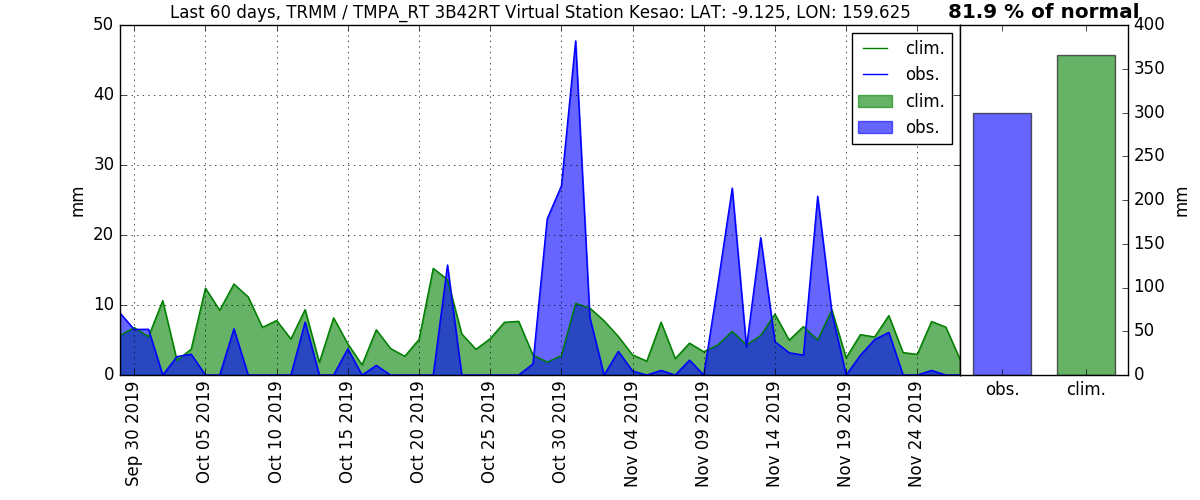 Last 60 days, TRMM / TMPA_RT 3B42RT Virtual Station Kesao: LAT: -9.125, LON: 159.625
81.9 % of normal
50
40
30
20
10
0
mm
clim.
obs.
clim.
obs.
400
350
300
250
200
150
100
50
0
mm
Sep 30 2019
Oct 05 2019
Oct 10 2019
Oct 15 2019
Oct 20 2019
Oct 25 2019
Oct 30 2019
Nov 04 2019
Nov 09 2019
Nov 14 2019
Nov 19 2019
Nov 24 2019
obs.
clim.